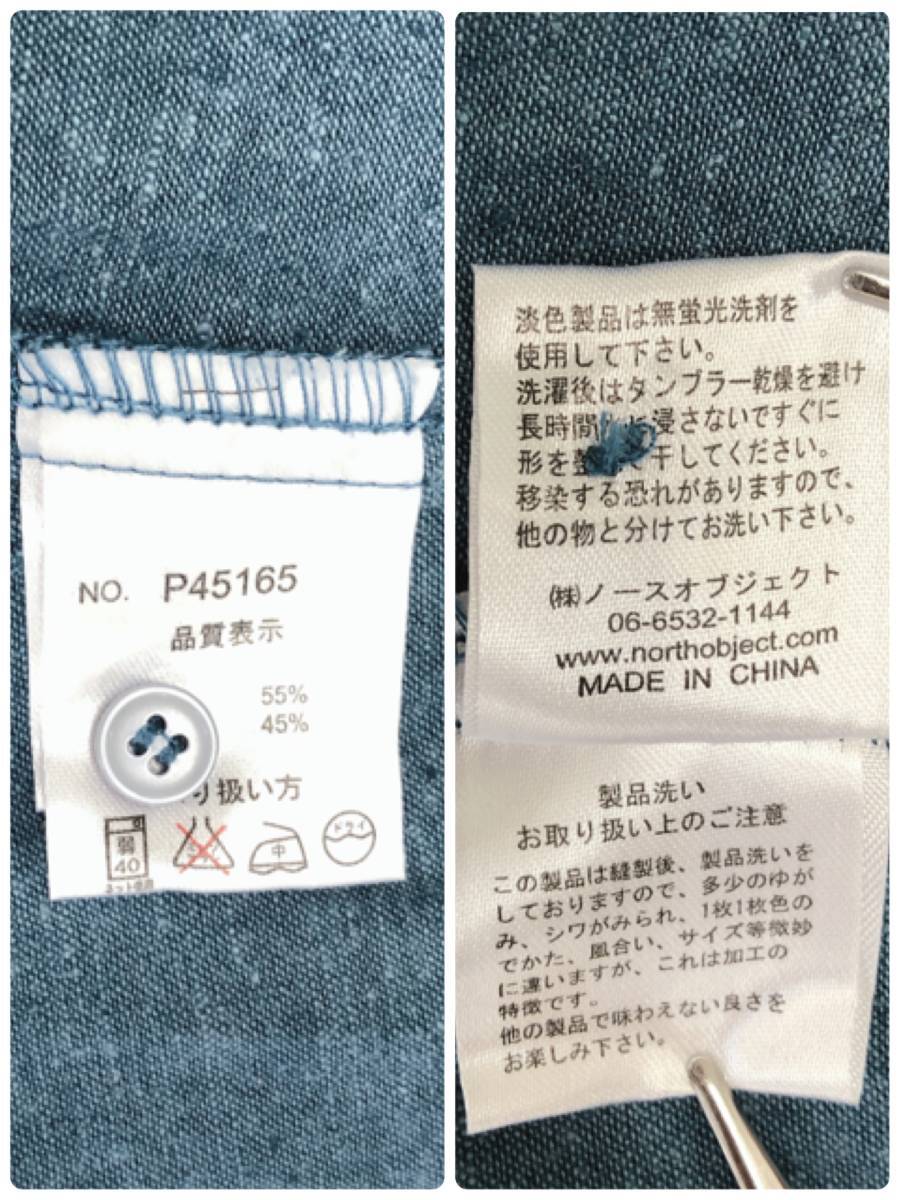 NO. P45165
品質表示
55%
45%
り扱い方
弱
40
ネット使用
中
ドライ
淡色製品は無蛍光洗剤を
使用して下さい。
洗濯後はタンブラー乾燥を避け
長時間 浸さないですぐに
形を 干してください。
移染する恐れがありますので、
他の物と分けてお洗い下さい。
㈱ノースオブジェクト
06-6532-1144
www.northobject.com
MADE IN CHINA
製品洗い
お取り扱い上のご注意
この製品は縫製後、製品洗いを
しておりますので、多少のゆが
み、シワがみられ、1枚1枚色の
でかた、風合い、サイズ等微妙
に違いますが、これは加工の
特徴です。
他の製品で味わえない良さを
お楽しみ下さい。